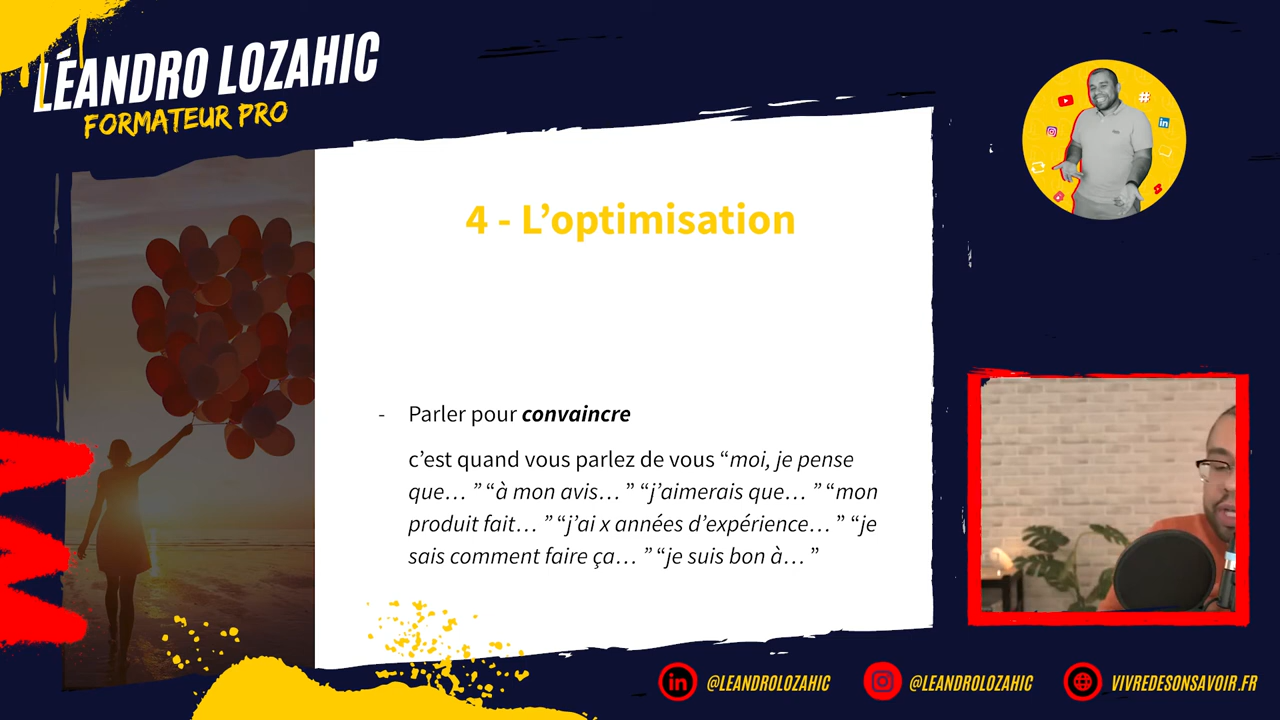 LÉANDRO LOZAHIC
FORMATEUR PRO
4 - L’optimisation
- Parler pour convaincre
c’est quand vous parlez de vous “moi, je pense
que… ” “à mon avis… ” “j’aimerais que… ” “mon
produit fait… ” “j’ai x années d’expérience… ” “je
sais comment faire ça… ” “je suis bon à… ”
@LEANDROLOZAHIC
@LEANDROLOZAHIC
VIVREDESONSAVOIR.FR